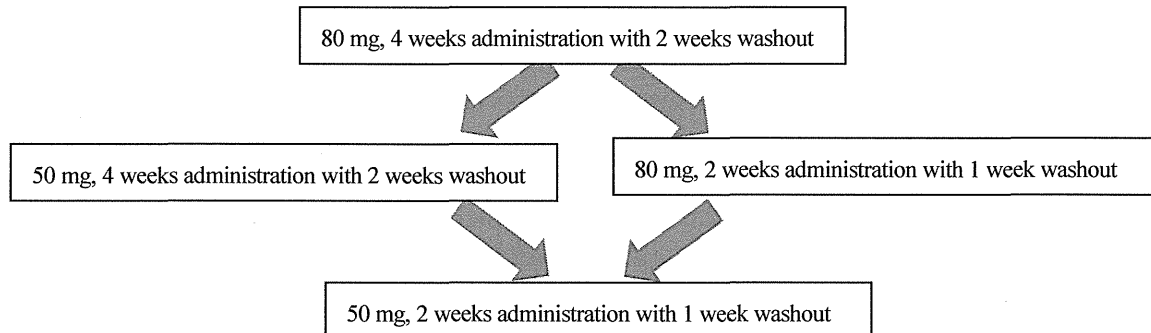 80 mg, 4 weeks administration with 2 weeks washout
50 mg, 4 weeks administration with 2 weeks washout
80 mg, 2 weeks administration with 1 week washout
50 mg, 2 weeks administration with 1 week washout